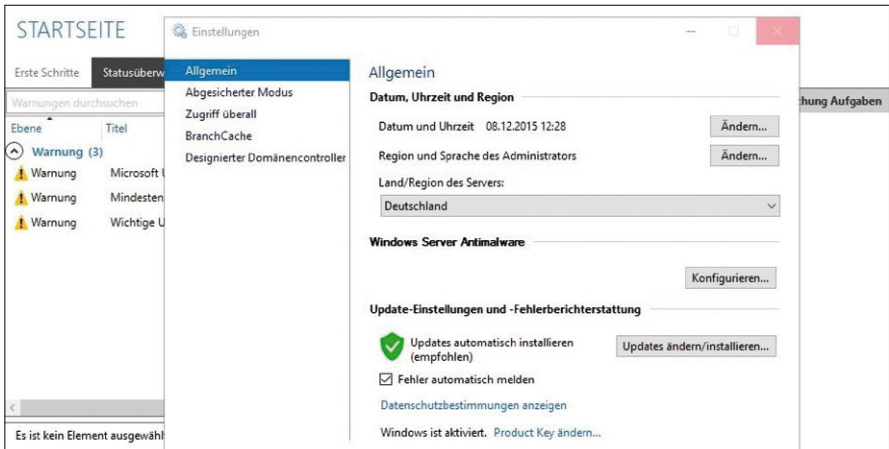 STARTSEITE
Erste Schritte
Statusüberw
Warnungen durchsuchen
Ebene Titel
Warnung (3)
Warnung Microsoft U
Warnung Mindesten
Warnung Wichtige U
Es ist kein Element ausgewähl
Einstellungen
Allgemein
Abgesicherter Modus
Zugriff überall
BranchCache
Designierter Domänencontroller
Allgemein
Datum, Uhrzeit und Region
Datum und Uhrzeit 08.12.2015 12:28 Ändern...
Region und Sprache des Administrators Ändern...
Land/Region des Servers:
Deutschland
Windows Server Antimalware
Konfigurieren...
Update-Einstellungen und -Fehlerberichterstattung
Updates automatisch installieren
(empfohlen)
Updates ändern/installieren...
Fehler automatisch melden
Datenschutzbestimmungen anzeigen
Windows ist aktiviert. Product Key ändern...
hung Aufgaben